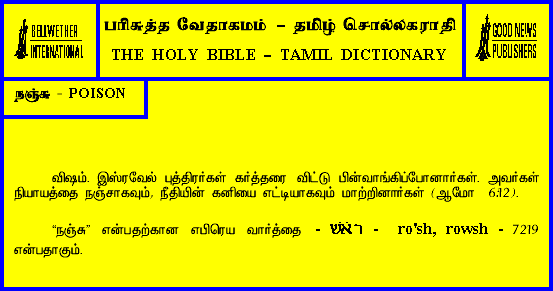 BELLWETHER
INTERNATIONAL
பரிசுத்த வேதாகமம் – தமிழ் சொல்லகராதி
THE HOLY BIBLE – TAMIL DICTIONARY
GOOD NEWS
PUBLISHERS
நஞ்சு - POISON
விஷம். இஸ்ரவேல் புத்திரர்கள் கர்த்தரை விட்டு பின்வாங்கிப்போனார்கள். அவர்கள்
நியாயத்தை நஞ்சாகவும், நீதியின் கனியை எட்டியாகவும் மாற்றினார்கள் (ஆமோ 6:12).
“நஞ்சு” என்பதற்கான எபிரெய வார்த்தை - רׄאשׁ - ro'sh, rowsh - 7219
என்பதாகும்.